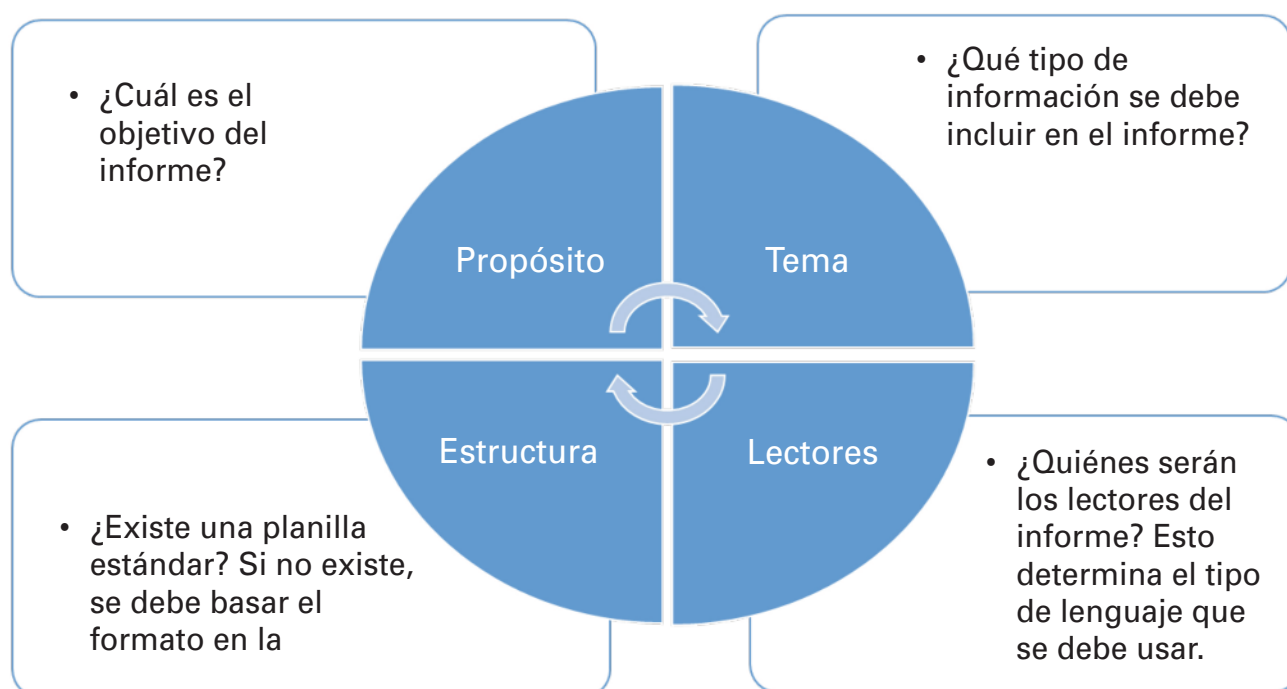 • ¿Cuál es el
objetivo del
informe?
• ¿Qué tipo de
información se debe
incluir en el informe?
Propósito
Tema
Estructura
Lectores
• ¿Existe una planilla
estándar? Si no existe,
se debe basar el
formato en la
• ¿Quiénes serán
los lectores del
informe? Esto
determina el tipo
de lenguaje que
se debe usar.